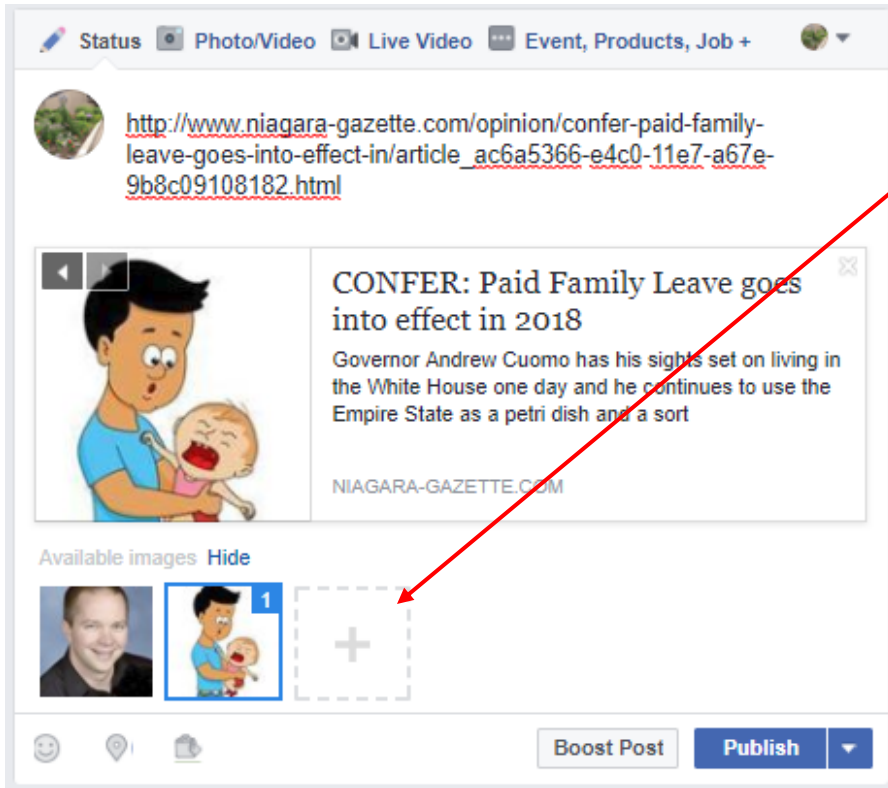 Status Photo/Video Live Video Event, Products, Job +
http://www.niagara-gazette.com/opinion/confer-paid-family-
leave-goes-into-effect-in/article_ac6a5366-e4c0-11e7-a67e-
9b8c09108182.html
CONFER: Paid Family Leave goes
into effect in 2018
Governor Andrew Cuomo has his sights set on living in
the White House one day and he continues to use the
Empire State as a petri dish and a sort
NIAGARA-GAZETTE.COM
Available images Hide
1
Boost Post Publish